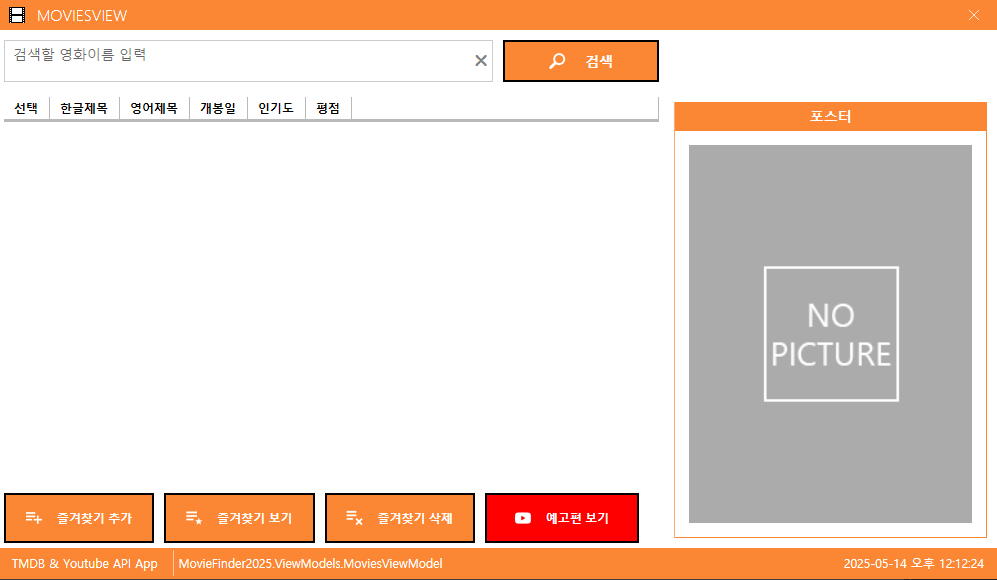 MOVIESVIEW
검색할 영화이름 입력
검색
선택 한글제목 영어제목 개봉일 인기도 평점
포스터
NO
PICTURE
즐겨찾기 추가 즐겨찾기 보기 즐겨찾기 삭제 예고편 보기
TMDB & Youtube API App MovieFinder2025.ViewModels.MoviesViewModel 2025-05-14 오후 12:12:24